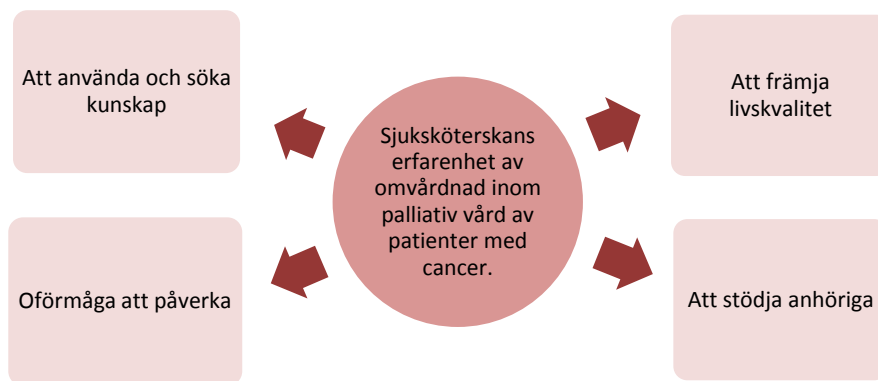 Att använda och söka
kunskap
Att främja
livskvalitet
Sjuksköterskans
erfarenhet av
omvårdnad inom
palliativ vård av
patienter med
cancer.
Oförmåga att påverka
Att stödja anhöriga